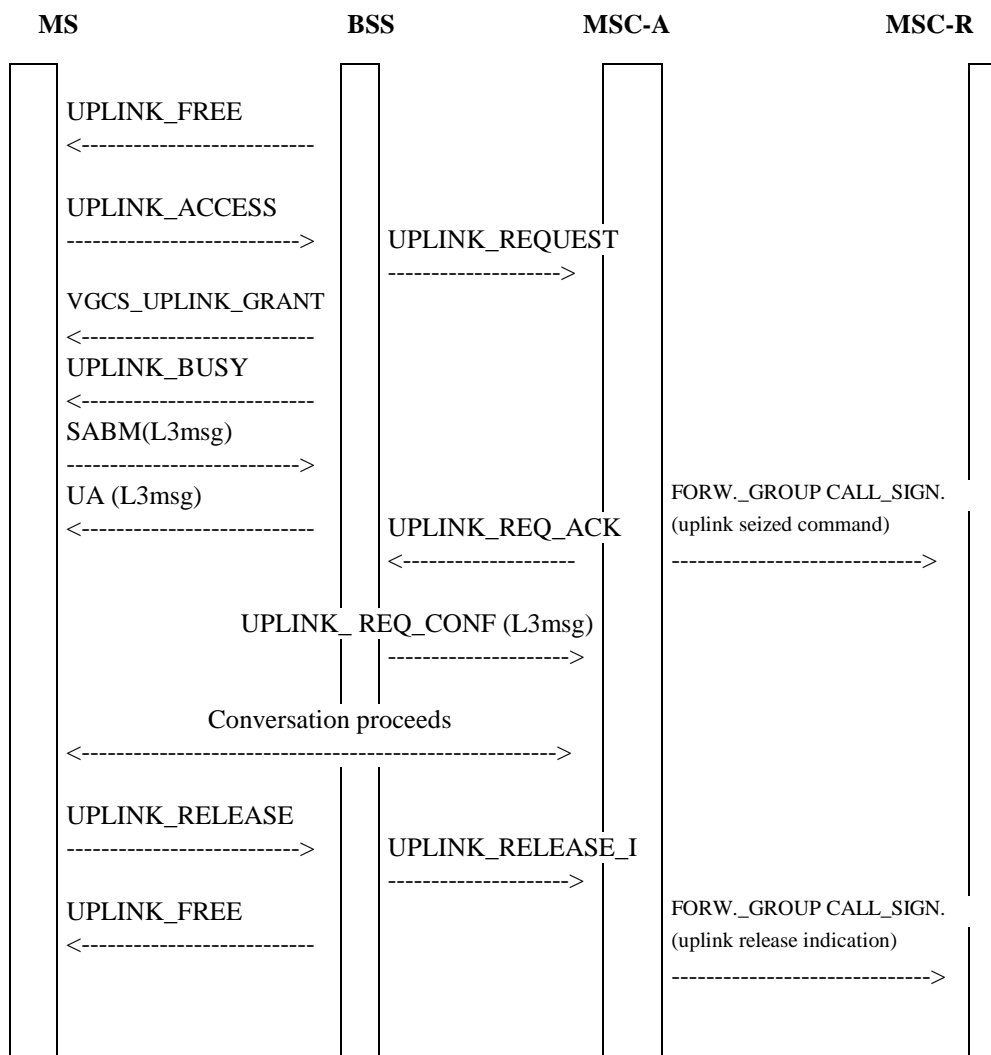 MS BSS MSC-A MSC-R
UPLINK_FREE
<---------------------------
UPLINK_ACCESS
---------------------------> UPLINK_REQUEST
-------------------->
VGCS_UPLINK_GRANT
<---------------------------
UPLINK_BUSY
<---------------------------
SABM(L3msg)
--------------------------->
UA (L3msg) FORW._GROUP CALL_SIGN.
<--------------------------- UPLINK_REQ_ACK (uplink seized command)
<-------------------- ----------------------------->
UPLINK_ REQ_CONF (L3msg)
--------------------->
Conversation proceeds
<------------------------------------------------------->
UPLINK_RELEASE
---------------------------> UPLINK_RELEASE_I
--------------------->
UPLINK_FREE FORW._GROUP CALL_SIGN.
<--------------------------- (uplink release indication)
------------------------------>